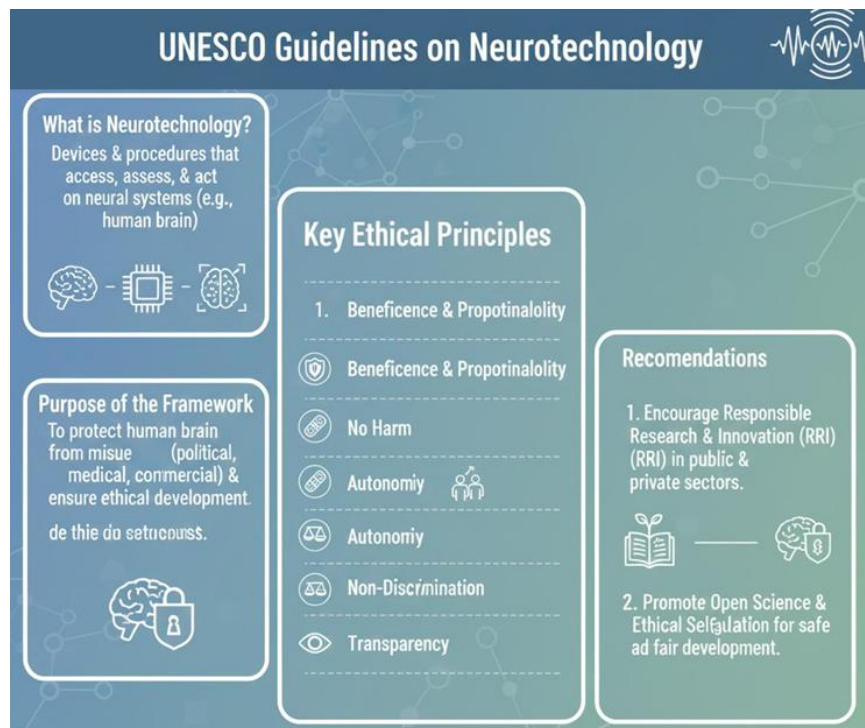 UNESCO Guidelines on Neurotechnology
What is Neurotechnology?
Devices & procedures that
access, assess, & act
on neural systems (e.g.,
human brain)
Purpose of the Framework
To protect human brain
from misue (political,
medical, commercial) &
ensure ethical development.
de thie da
Key Ethical Principles
1. Beneficence & Propotinalolity
Beneficence & Propotinalolity
No Harm
Autonomiy
Autonomiy
Non-Discrimination
Transparency
Recomendations
1. Encourage Responsible
Research & Innovation (RRI)
(RRI) in public &
private sectors.
2. Promote Open Science &
Ethical for safe
ad fair development.